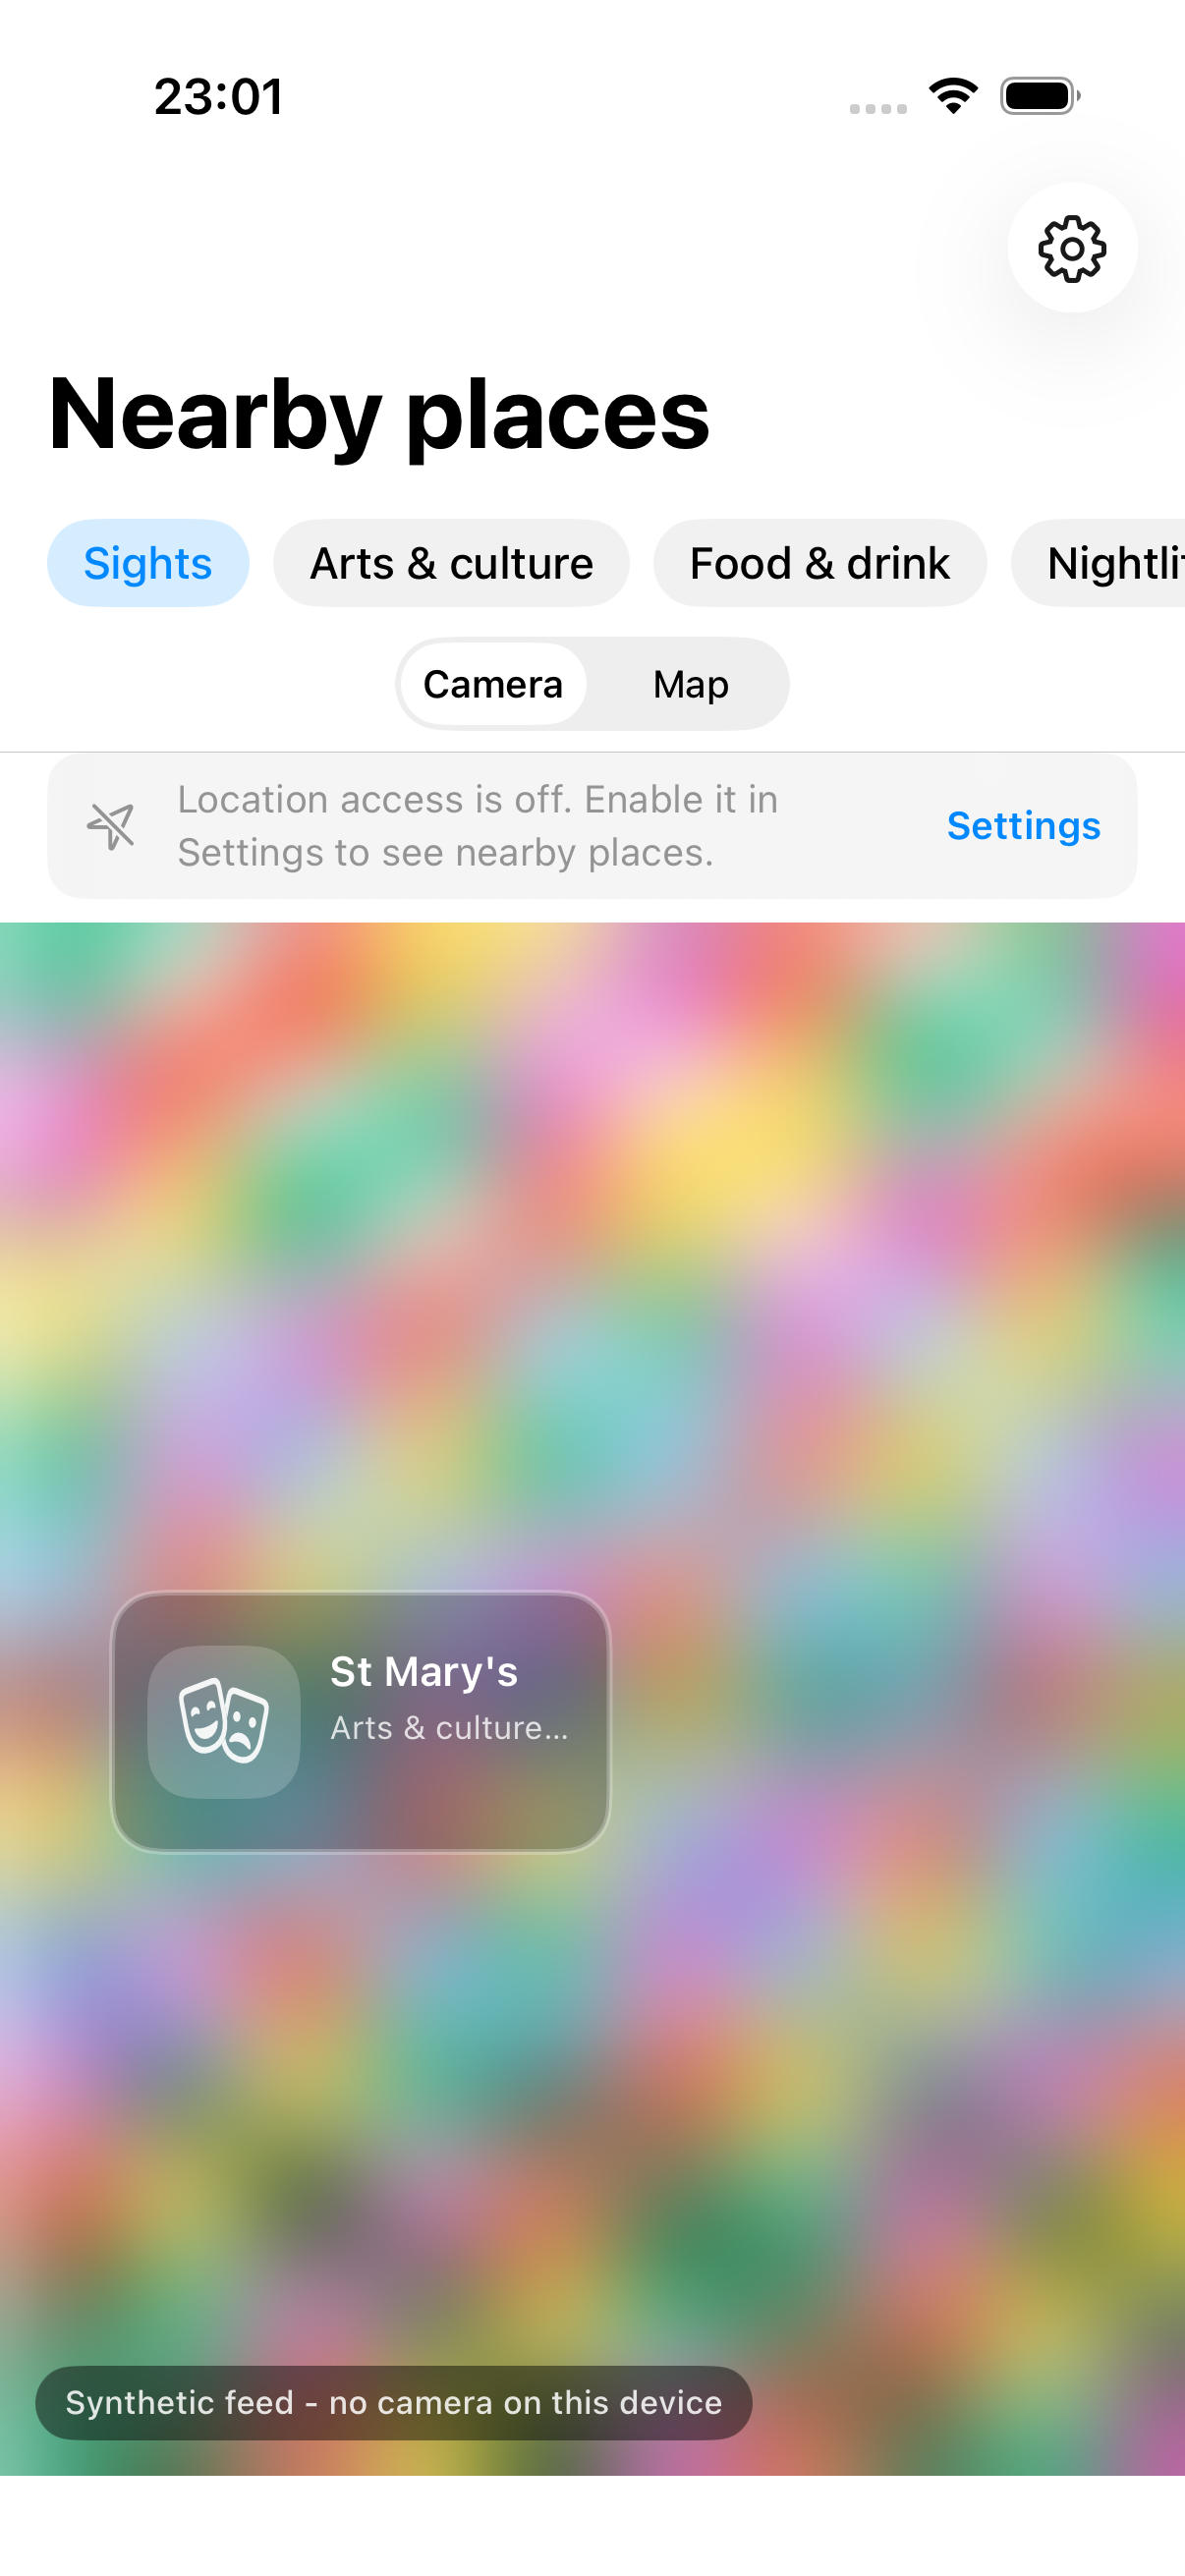 23:01
Nearby places
Sights
Arts & culture
Food & drink
Camera
Map
Location access is off. Enable it in
Settings to see nearby places.
Settings
St Mary's
Arts & culture...
Synthetic feed - no camera on this device